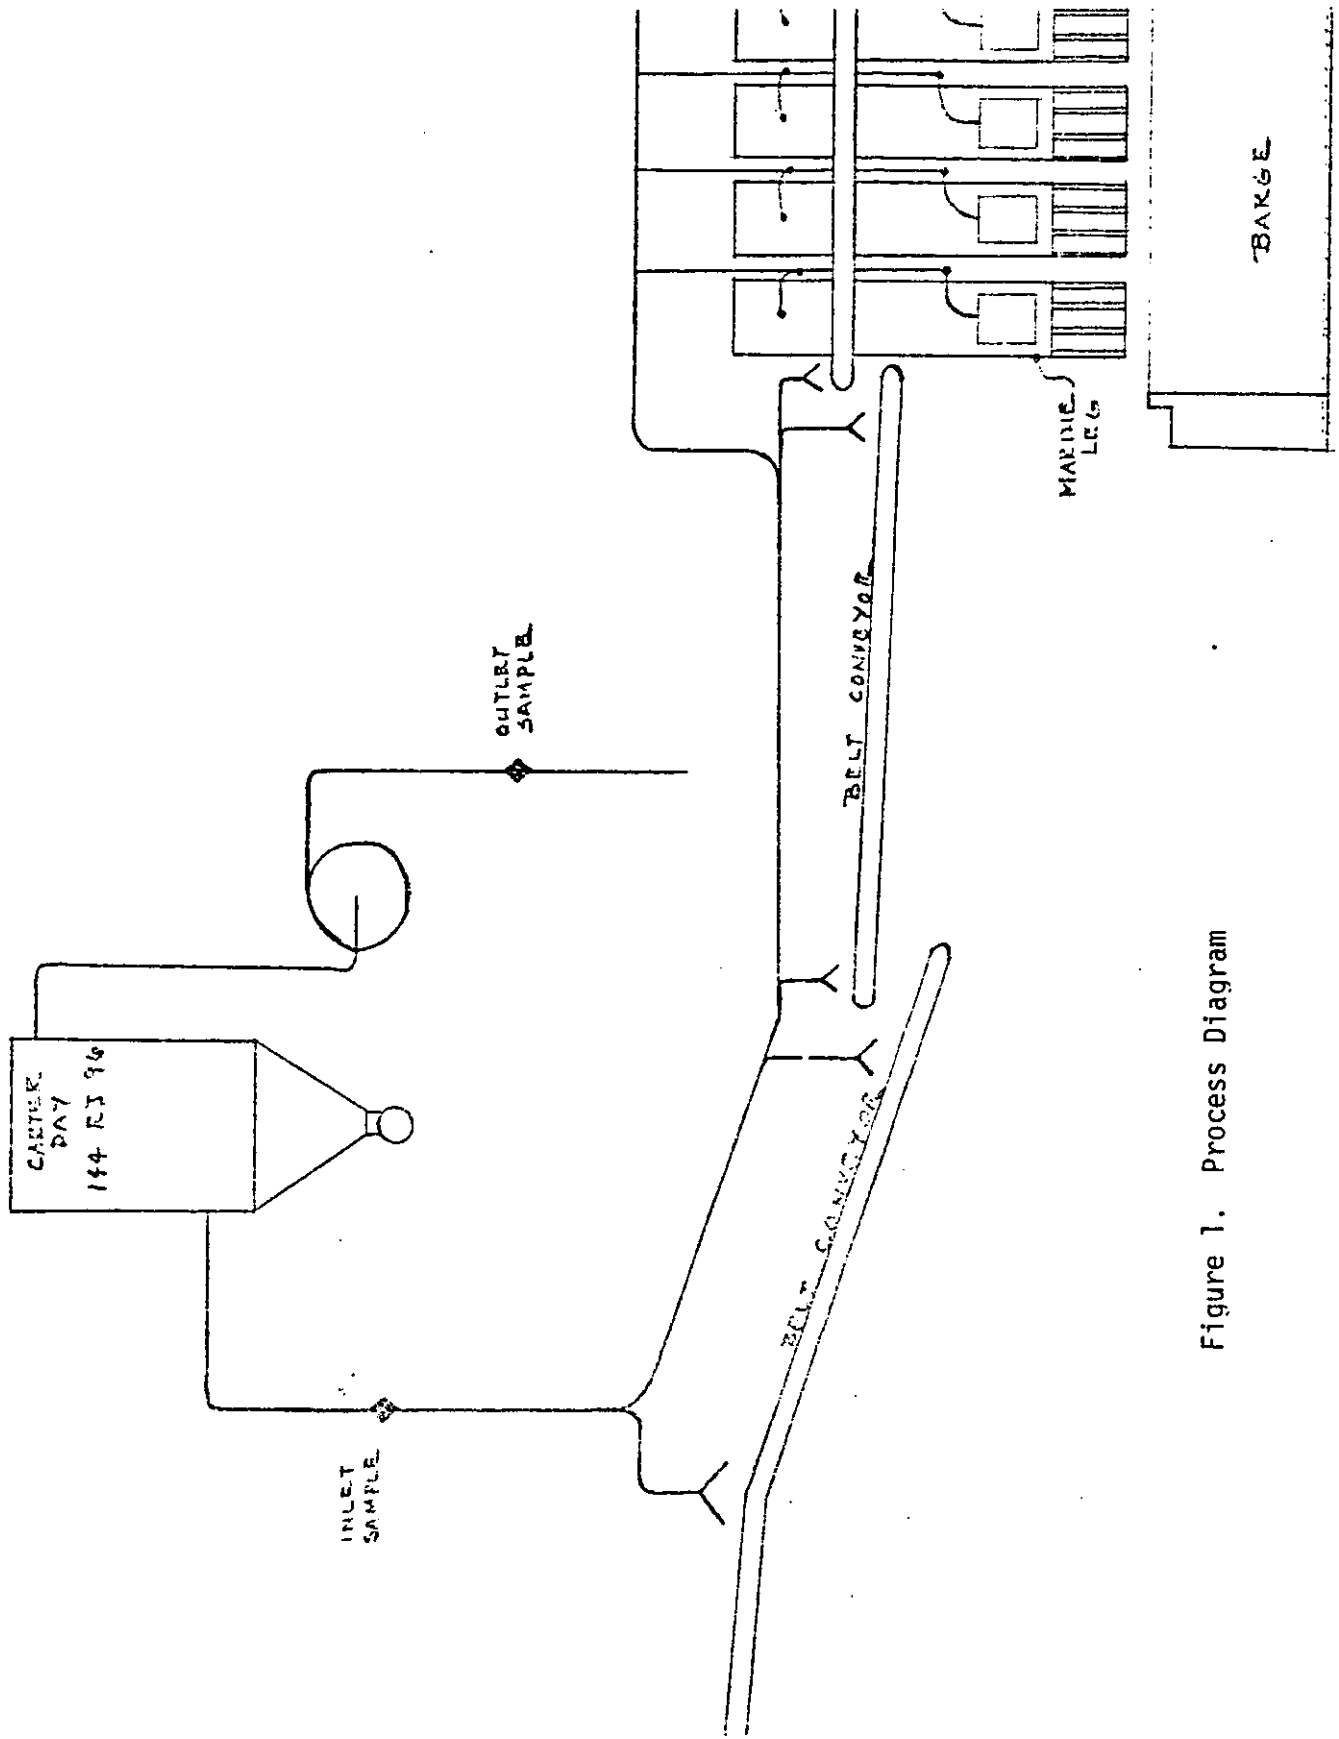 CARTER
DAY
144 RJ 96
INLET
SAMPLE
OUTLET
SAMPLE
BELT CONVEYOR
BELT CONVEYOR
MARINE
LEG
BARGE
Figure 1. Process Diagram